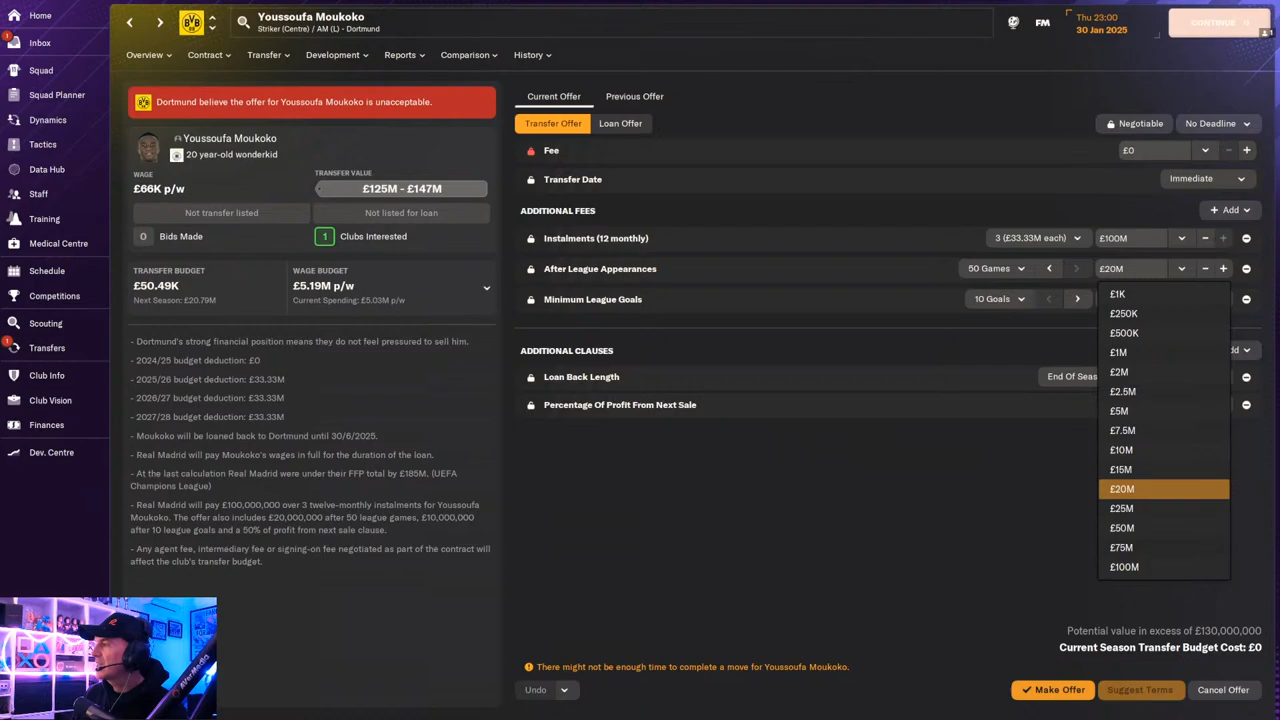 Home
Youssoufa Moukoko
Striker (Centre) / AM (L) - Dortmund
FM
Thu 23:00
30 Jan 2025
CONTINUE
1
1
Inbox
Squad
Squad Planner
Dynamics
Tactics
Data Hub
Staff
Training
Medical Centre
Schedule
Competitions
Scouting
1
Transfers
Club Info
Club Vision
Finances
Dev. Centre
Overview
Contract
Transfer
Development
Reports
Comparison
History
Dortmund believe the offer for Youssoufa Moukoko is unacceptable.
Youssoufa Moukoko
20 year-old wonderkid
WAGE
£66K p/w
TRANSFER VALUE
£125M - £147M
Not transfer listed
Not listed for loan
0 Bids Made
1 Clubs Interested
TRANSFER BUDGET
£50.49K
Next Season: £20.79M
WAGE BUDGET
£5.19M p/w
Current Spending: £5.03M p/w
- Dortmund's strong financial position means they do not feel pressured to sell him.
- 2024/25 budget deduction: £0
- 2025/26 budget deduction: £33.33M
- 2026/27 budget deduction: £33.33M
- 2027/28 budget deduction: £33.33M
- Moukoko will be loaned back to Dortmund until 30/6/2025.
- Real Madrid will pay Moukoko's wages in full for the duration of the loan.
- At the last calculation Real Madrid were under their FFP total by £185M, (UEFA
Champions League)
- Real Madrid will pay £100,000,000 over 3 twelve-monthly instalments for Youssoufa
Moukoko. The offer also includes £20,000,000 after 50 league games, £10,000,000
after 10 league goals and a 50% of profit from next sale clause.
- Any agent fee, intermediary fee or signing-on fee negotiated as part of the contract will
affect the club's transfer budget.
Current Offer
Previous Offer
Transfer Offer
Loan Offer
Negotiable
No Deadline
Fee
£0
Transfer Date
Immediate
ADDITIONAL FEES
+ Add
Instalments (12 monthly)
3 (£33.33M each)
£100M
After League Appearances
50 Games
£20M
Minimum League Goals
10 Goals
£1K
£250K
£500K
£1M
£2M
£2.5M
£5M
£7.5M
£10M
£15M
£20M
£25M
£50M
£75M
£100M
ADDITIONAL CLAUSES
dd
Loan Back Length
End Of Seas
Percentage Of Profit From Next Sale
Potential value in excess of £130,000,000
Current Season Transfer Budget Cost: £0
There might not be enough time to complete a move for Youssoufa Moukoko.
Undo
Make Offer
Suggest Terms
Cancel Offer